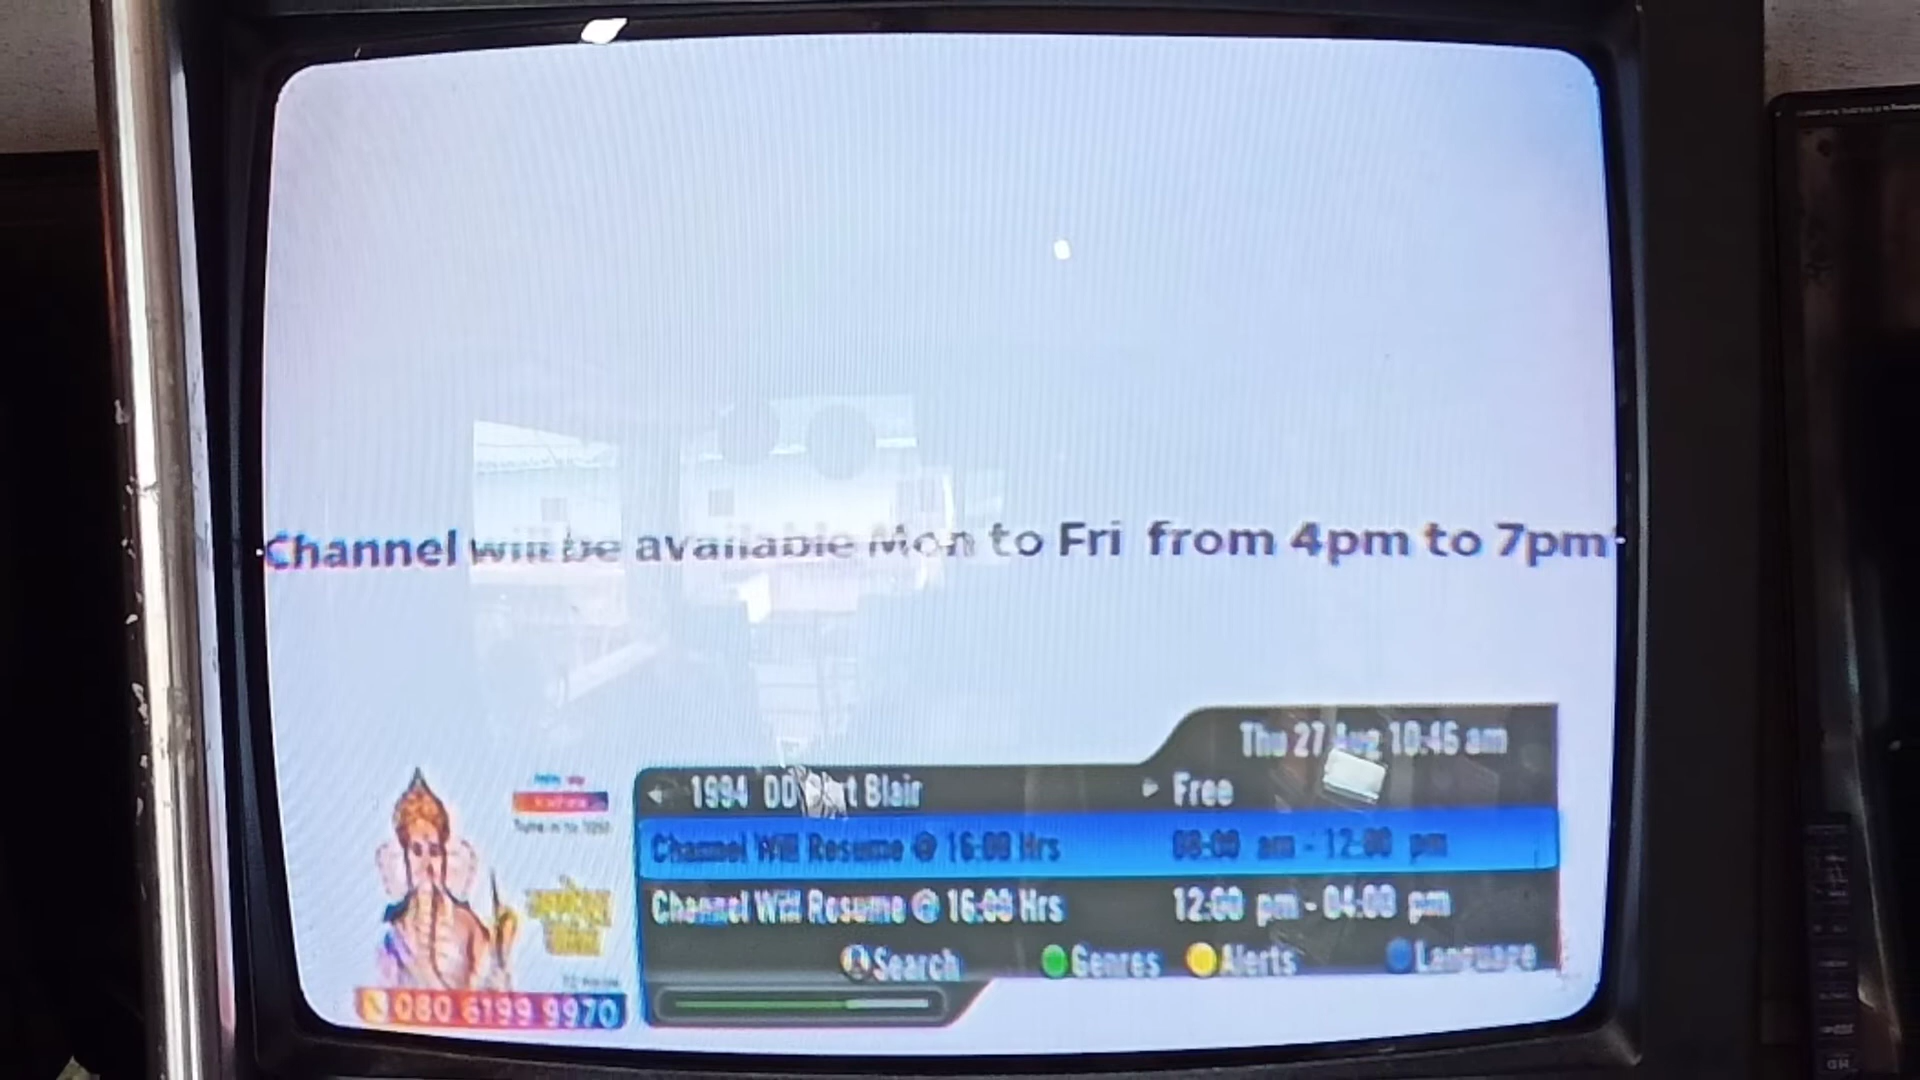 Channel will be available Mon to Fri from 4pm to 7pm
Thu 27 Aug 10:46 am
1994 DD Port Blair
Free
Channel Will Resume @ 16:00 Hrs 08:00 am - 12:00 pm
Channel Will Resume @ 16:00 Hrs 12:00 pm - 04:00 pm
Search Genres Alerts Language
080 6199 9970